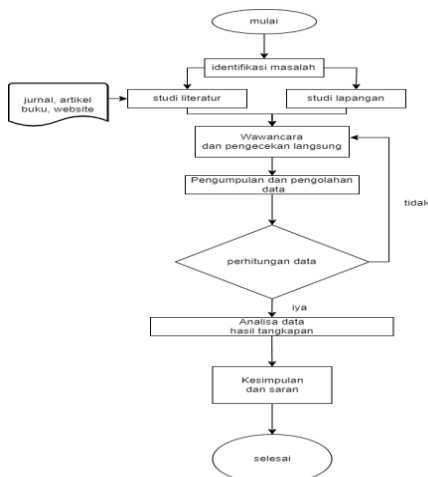 mulai
identifikasi masalah
jurnal, artikel
buku, website
studi literatur
studi lapangan
Wawancara
dan pengecekan langsung
Pengumpulan dan pengolahan
data
tidak
perhitungan data
iya
Analisa data
hasil tangkapan
Kesimpulan
dan saran
selesai